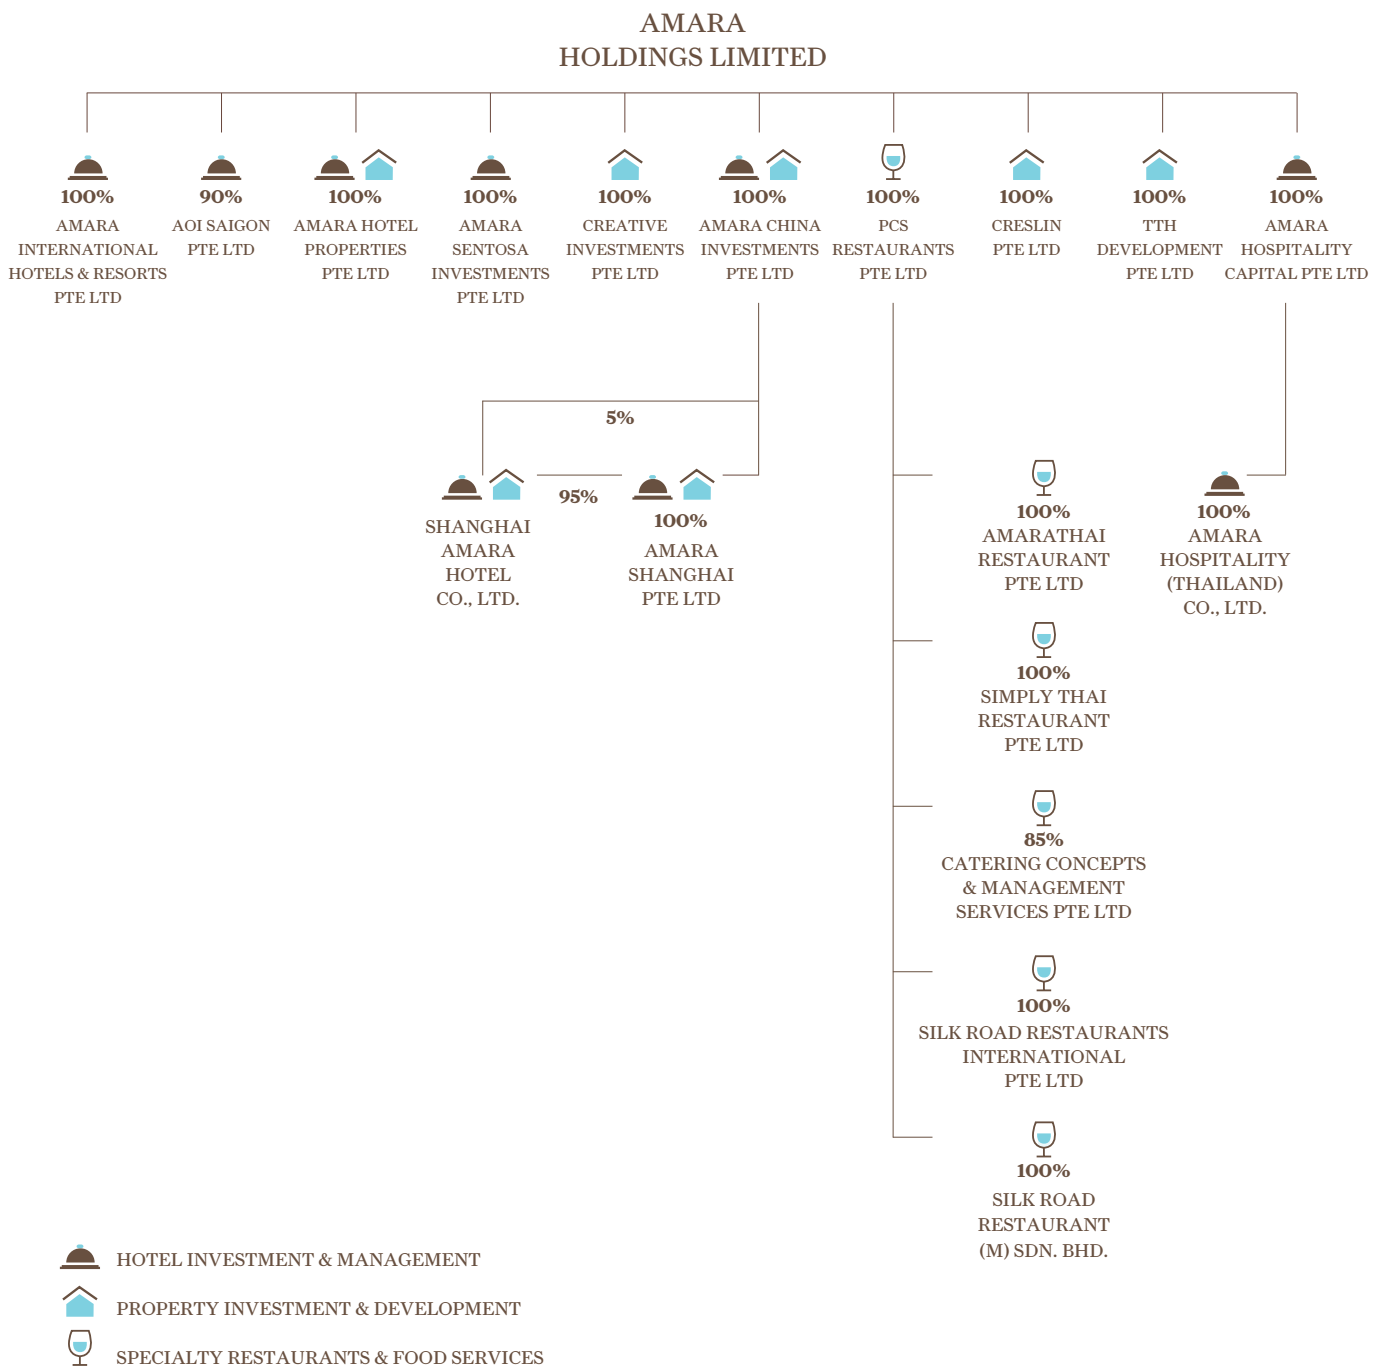 AMARA
HOLDINGS LIMITED
100%
AMARA
INTERNATIONAL
HOTELS & RESORTS
PTE LTD
90%
AOI SAIGON
PTE LTD
100%
AMARA HOTEL
PROPERTIES
PTE LTD
100%
AMARA
SENTOSA
INVESTMENTS
PTE LTD
100%
CREATIVE
INVESTMENTS
PTE LTD
100%
AMARA CHINA
INVESTMENTS
PTE LTD
100%
PCS
RESTAURANTS
PTE LTD
100%
CRESLIN
PTE LTD
100%
TTH
DEVELOPMENT
PTE LTD
100%
AMARA
HOSPITALITY
CAPITAL PTE LTD
5%
95%
SHANGHAI
AMARA
HOTEL
CO., LTD.
100%
AMARA
SHANGHAI
PTE LTD
100%
AMARATHAI
RESTAURANT
PTE LTD
100%
AMARA
HOSPITALITY
(THAILAND)
CO., LTD.
100%
SIMPLY THAI
RESTAURANT
PTE LTD
85%
CATERING CONCEPTS
& MANAGEMENT
SERVICES PTE LTD
100%
SILK ROAD RESTAURANTS
INTERNATIONAL
PTE LTD
100%
SILK ROAD
RESTAURANT
(M) SDN. BHD.
HOTEL INVESTMENT & MANAGEMENT
PROPERTY INVESTMENT & DEVELOPMENT
SPECIALTY RESTAURANTS & FOOD SERVICES